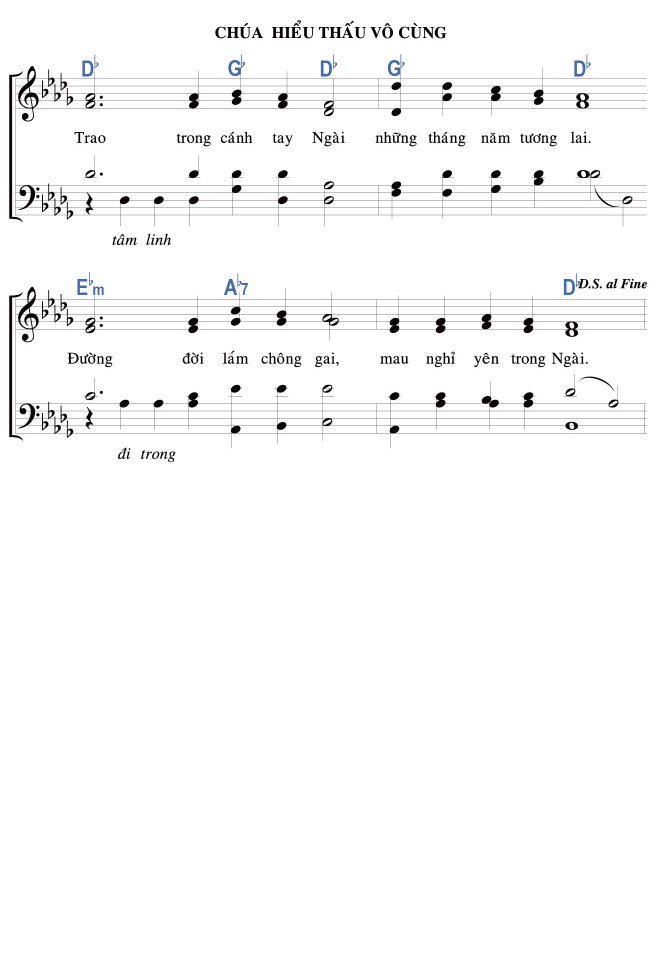 CHÚA HIỂU THẤU VÔ CÙNG
D♭ G♭ D♭ G♭ D♭
Trao trong cánh tay Ngài những tháng năm tương lai.
tâm linh
E♭m A♭7 D♭ D.S. al Fine
Đường đời lấm chông gai, mau nghỉ yên trong Ngài.
đi trong